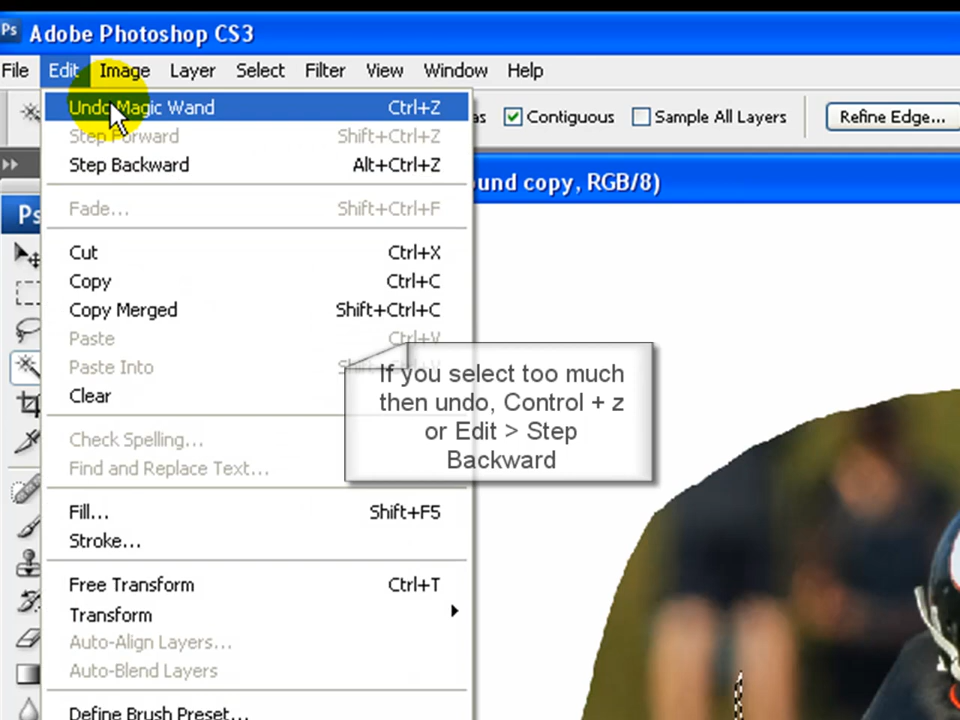 Ps Adobe Photoshop CS3
File Edit Image Layer Select Filter View Window Help
Undo Magic Wand Ctrl+Z
Contiguous Sample All Layers Refine Edge...
Step Forward Shift+Ctrl+Z
Step Backward Alt+Ctrl+Z
und copy, RGB/8)
Ps
Fade... Shift+Ctrl+F
Cut Ctrl+X
Copy Ctrl+C
Copy Merged Shift+Ctrl+C
Paste Ctrl+V
Paste Into
Clear
If you select too much
then undo, Control + z
or Edit > Step
Backward
Check Spelling...
Find and Replace Text...
Fill... Shift+F5
Stroke...
Free Transform Ctrl+T
Transform
Auto-Align Layers...
Auto-Blend Layers
Define Brush Preset...